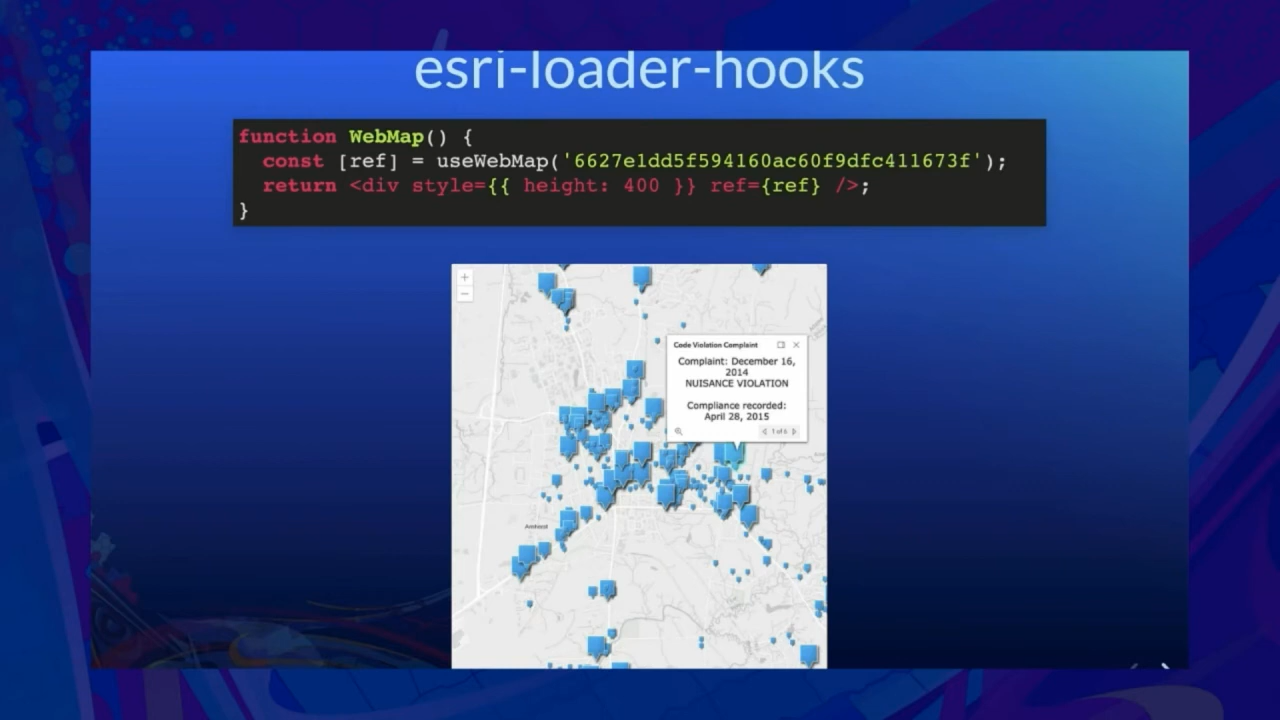 esri-loader-hooks
function WebMap() {
  const [ref] = useWebMap('6627e1dd5f594160ac60f9dfc411673f');
  return <div style={{ height: 400 }} ref={ref} />;
}
+
−
Code Violation Complaint
Complaint: December 16,
2014
NUISANCE VIOLATION
Compliance recorded:
April 28, 2015
1 of 6
Amherst